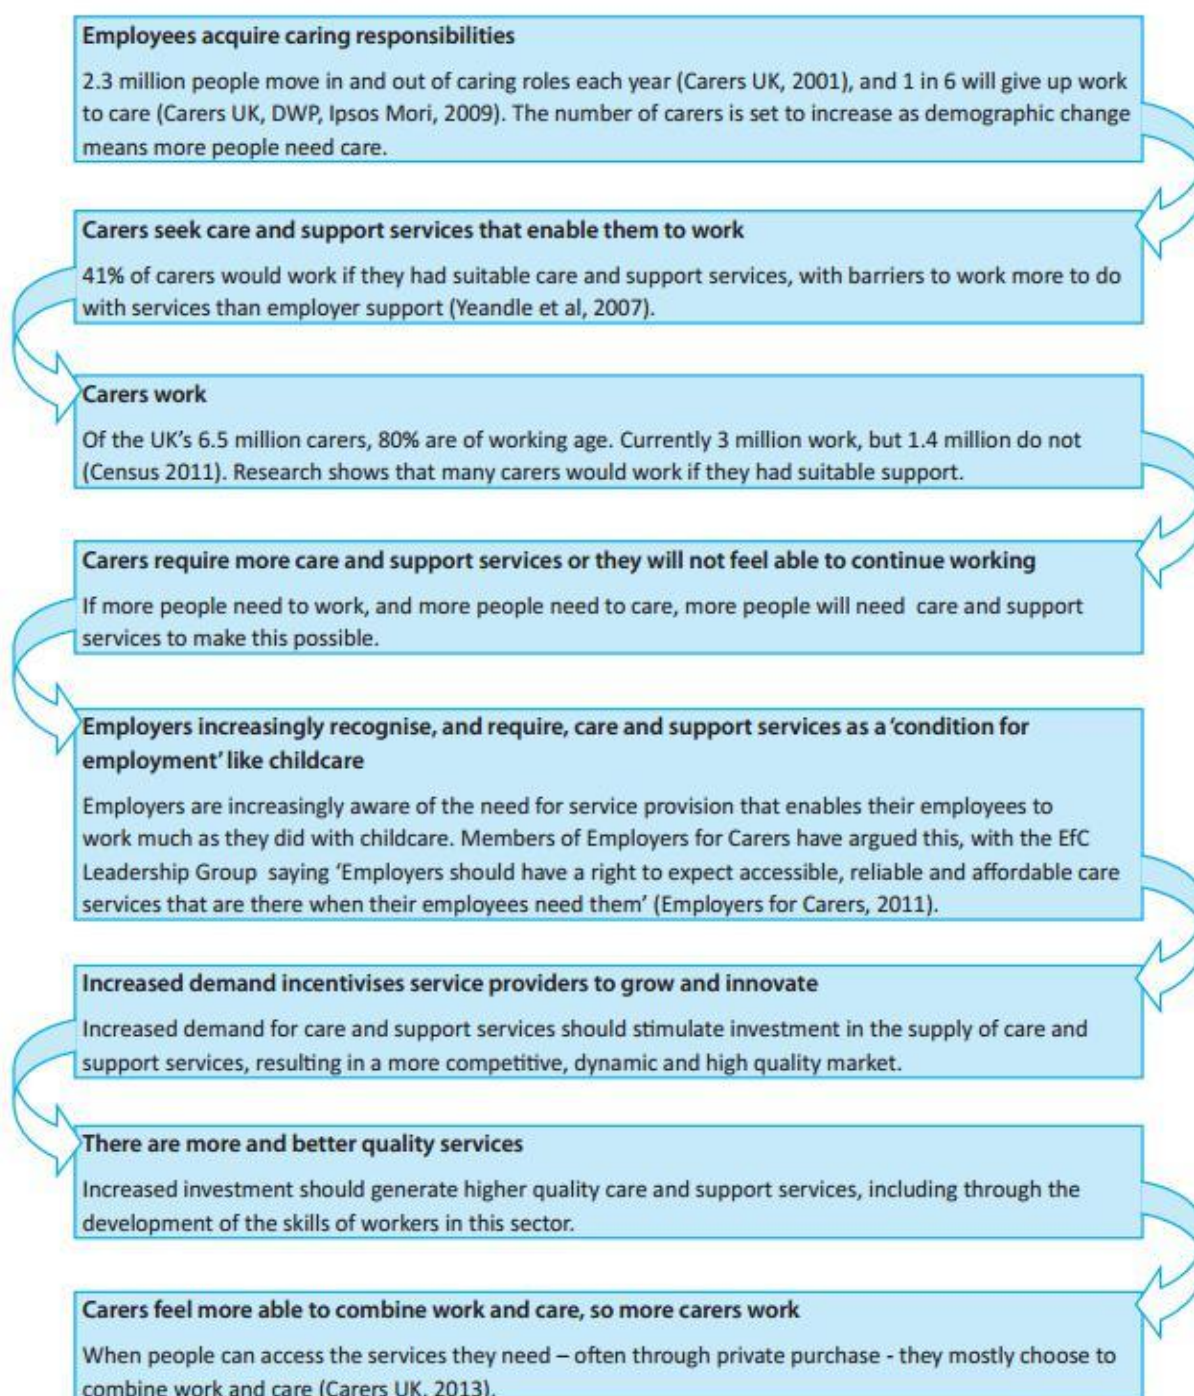 Employees acquire caring responsibilities
2.3 million people move in and out of caring roles each year (Carers UK, 2001), and 1 in 6 will give up work
to care (Carers UK, DWP, Ipsos Mori, 2009). The number of carers is set to increase as demographic change
means more people need care.
Carers seek care and support services that enable them to work
41% of carers would work if they had suitable care and support services, with barriers to work more to do
with services than employer support (Yeandle et al, 2007).
Carers work
Of the UK's 6.5 million carers, 80% are of working age. Currently 3 million work, but 1.4 million do not
(Census 2011). Research shows that many carers would work if they had suitable support.
Carers require more care and support services or they will not feel able to continue working
If more people need to work, and more people need to care, more people will need care and support
services to make this possible.
Employers increasingly recognise, and require, care and support services as a 'condition for
employment' like childcare
Employers are increasingly aware of the need for service provision that enables their employees to
work much as they did with childcare. Members of Employers for Carers have argued this, with the EfC
Leadership Group saying 'Employers should have a right to expect accessible, reliable and affordable care
services that are there when their employees need them' (Employers for Carers, 2011).
Increased demand incentivises service providers to grow and innovate
Increased demand for care and support services should stimulate investment in the supply of care and
support services, resulting in a more competitive, dynamic and high quality market.
There are more and better quality services
Increased investment should generate higher quality care and support services, including through the
development of the skills of workers in this sector.
Carers feel more able to combine work and care, so more carers work
When people can access the services they need – often through private purchase - they mostly choose to
combine work and care (Carers UK, 2013).